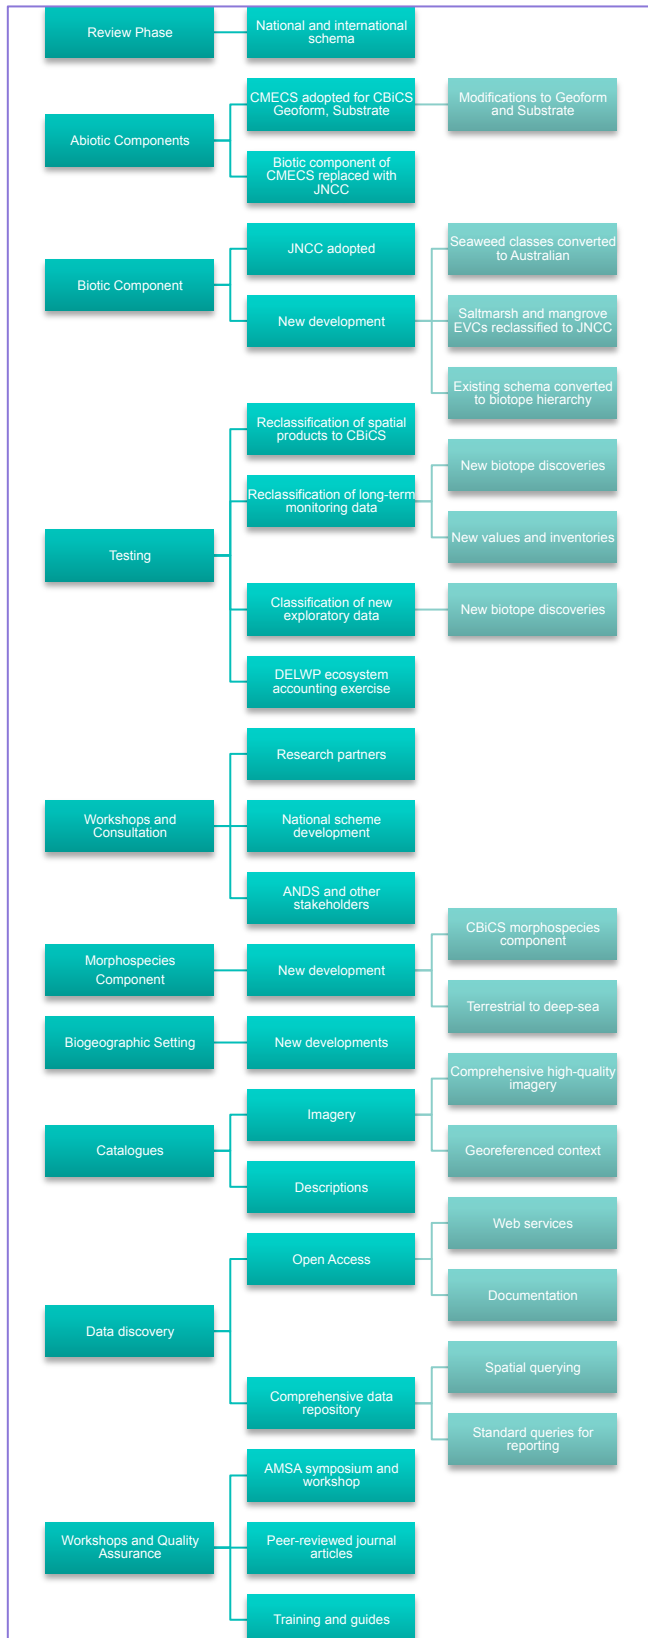 Review Phase
National and international
schema
Abiotic Components
CMECS adopted for CBiCS
Geoform, Substrate
Modifications to Geoform
and Substrate
Biotic component of
CMECS replaced with
JNCC
Biotic Component
JNCC adopted
New development
Seaweed classes converted
to Australian
Saltmarsh and mangrove
EVCs reclassified to JNCC
Existing schema converted
to biotope hierarchy
Testing
Reclassification of spatial
products to CBiCS
Reclassification of long-term
monitoring data
New biotope discoveries
New values and inventories
Classification of new
exploratory data
New biotope discoveries
DELWP ecosystem
accounting exercise
Workshops and
Consultation
Research partners
National scheme
development
ANDS and other
stakeholders
Morphospecies
Component
New development
CBiCS morphospecies
component
Terrestrial to deep-sea
Biogeographic Setting
New developments
Catalogues
Imagery
Comprehensive high-quality
imagery
Georeferenced context
Descriptions
Data discovery
Open Access
Web services
Documentation
Comprehensive data
repository
Spatial querying
Standard queries for
reporting
Workshops and Quality
Assurance
AMSA symposium and
workshop
Peer-reviewed journal
articles
Training and guides